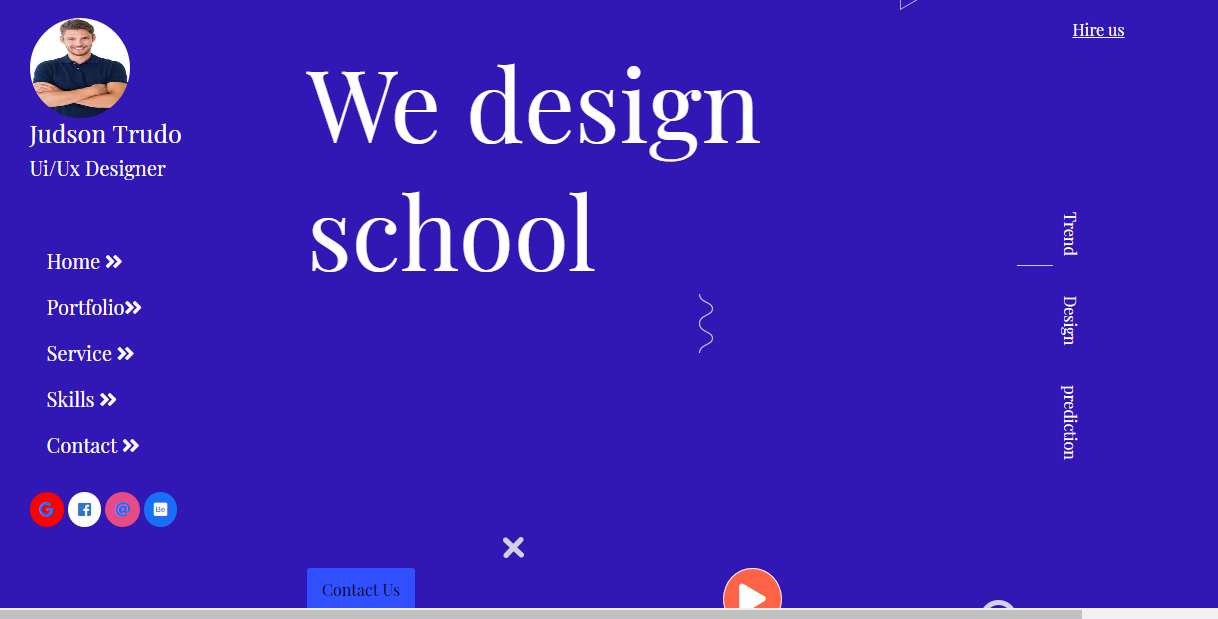 Hire us
Judson Trudo
Ui/Ux Designer
We design
school
Home
Portfolio
Service
Skills
Contact
Trend
Design
prediction
G
@
Be
Contact Us